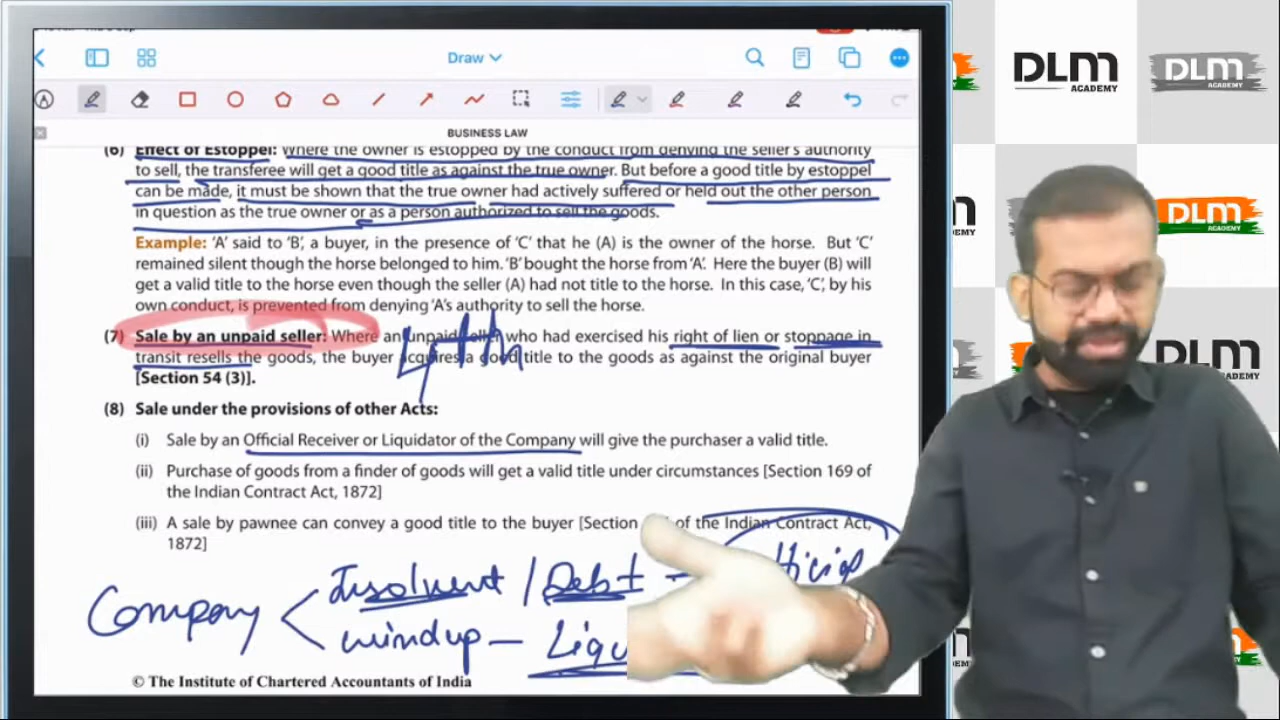 Draw
BUSINESS LAW
(6) Effect of Estoppel: Where the owner is estopped by the conduct from denying the seller's authority
to sell, the transferee will get a good title as against the true owner. But before a good title by estoppel
can be made, it must be shown that the true owner had actively suffered or held out the other person
in question as the true owner or as a person authorized to sell the goods.
Example: 'A' said to 'B', a buyer, in the presence of 'C' that he (A) is the owner of the horse. But 'C'
remained silent though the horse belonged to him. 'B' bought the horse from 'A'. Here the buyer (B) will
get a valid title to the horse even though the seller (A) had not title to the horse. In this case, 'C', by his
own conduct, is prevented from denying 'A's authority to sell the horse.
(7) Sale by an unpaid seller: Where an unpaid seller who had exercised his right of lien or stoppage in
transit resells the goods, the buyer acquires a good title to the goods as against the original buyer
[Section 54 (3)].
4th
(8) Sale under the provisions of other Acts:
(i) Sale by an Official Receiver or Liquidator of the Company will give the purchaser a valid title.
(ii) Purchase of goods from a finder of goods will get a valid title under circumstances [Section 169 of
the Indian Contract Act, 1872]
(iii) A sale by pawnee can convey a good title to the buyer [Section of the Indian Contract Act,
1872]
Company < Insolvent / Debt –
windup –
© The Institute of Chartered Accountants of India
DLM ACADEMY
DLM ACADEMY
DLM
DLM
ACADEMY